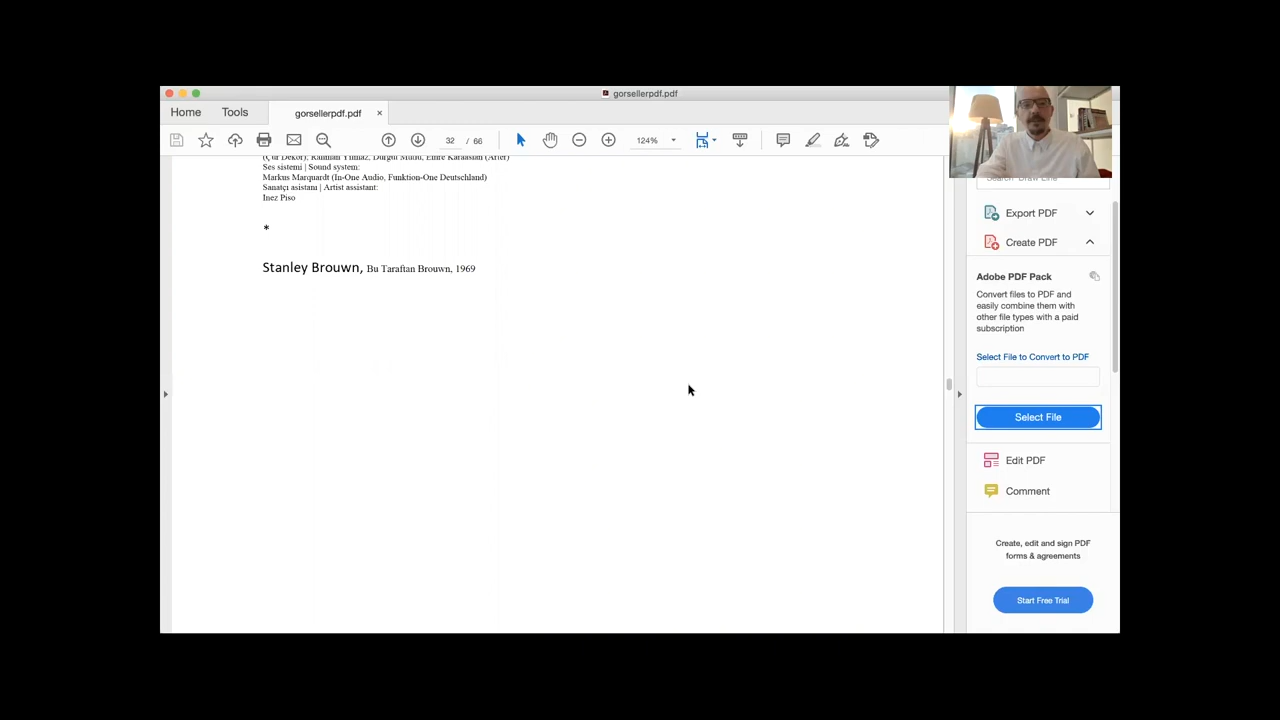 gorsellerpdf.pdf
Home
Tools
gorsellerpdf.pdf
32 / 66
124%
Ses sistemi | Sound system:
Markus Marquardt (In-One Audio, Funktion-One Deutschland)
Sanatçı asistanı | Artist assistant:
Inez Piso
*
Stanley Brouwn, Bu Taraftan Brouwn, 1969
Export PDF
Create PDF
Adobe PDF Pack
Convert files to PDF and
easily combine them with
other file types with a paid
subscription
Select File to Convert to PDF
Select File
Edit PDF
Comment
Create, edit and sign PDF
forms & agreements
Start Free Trial